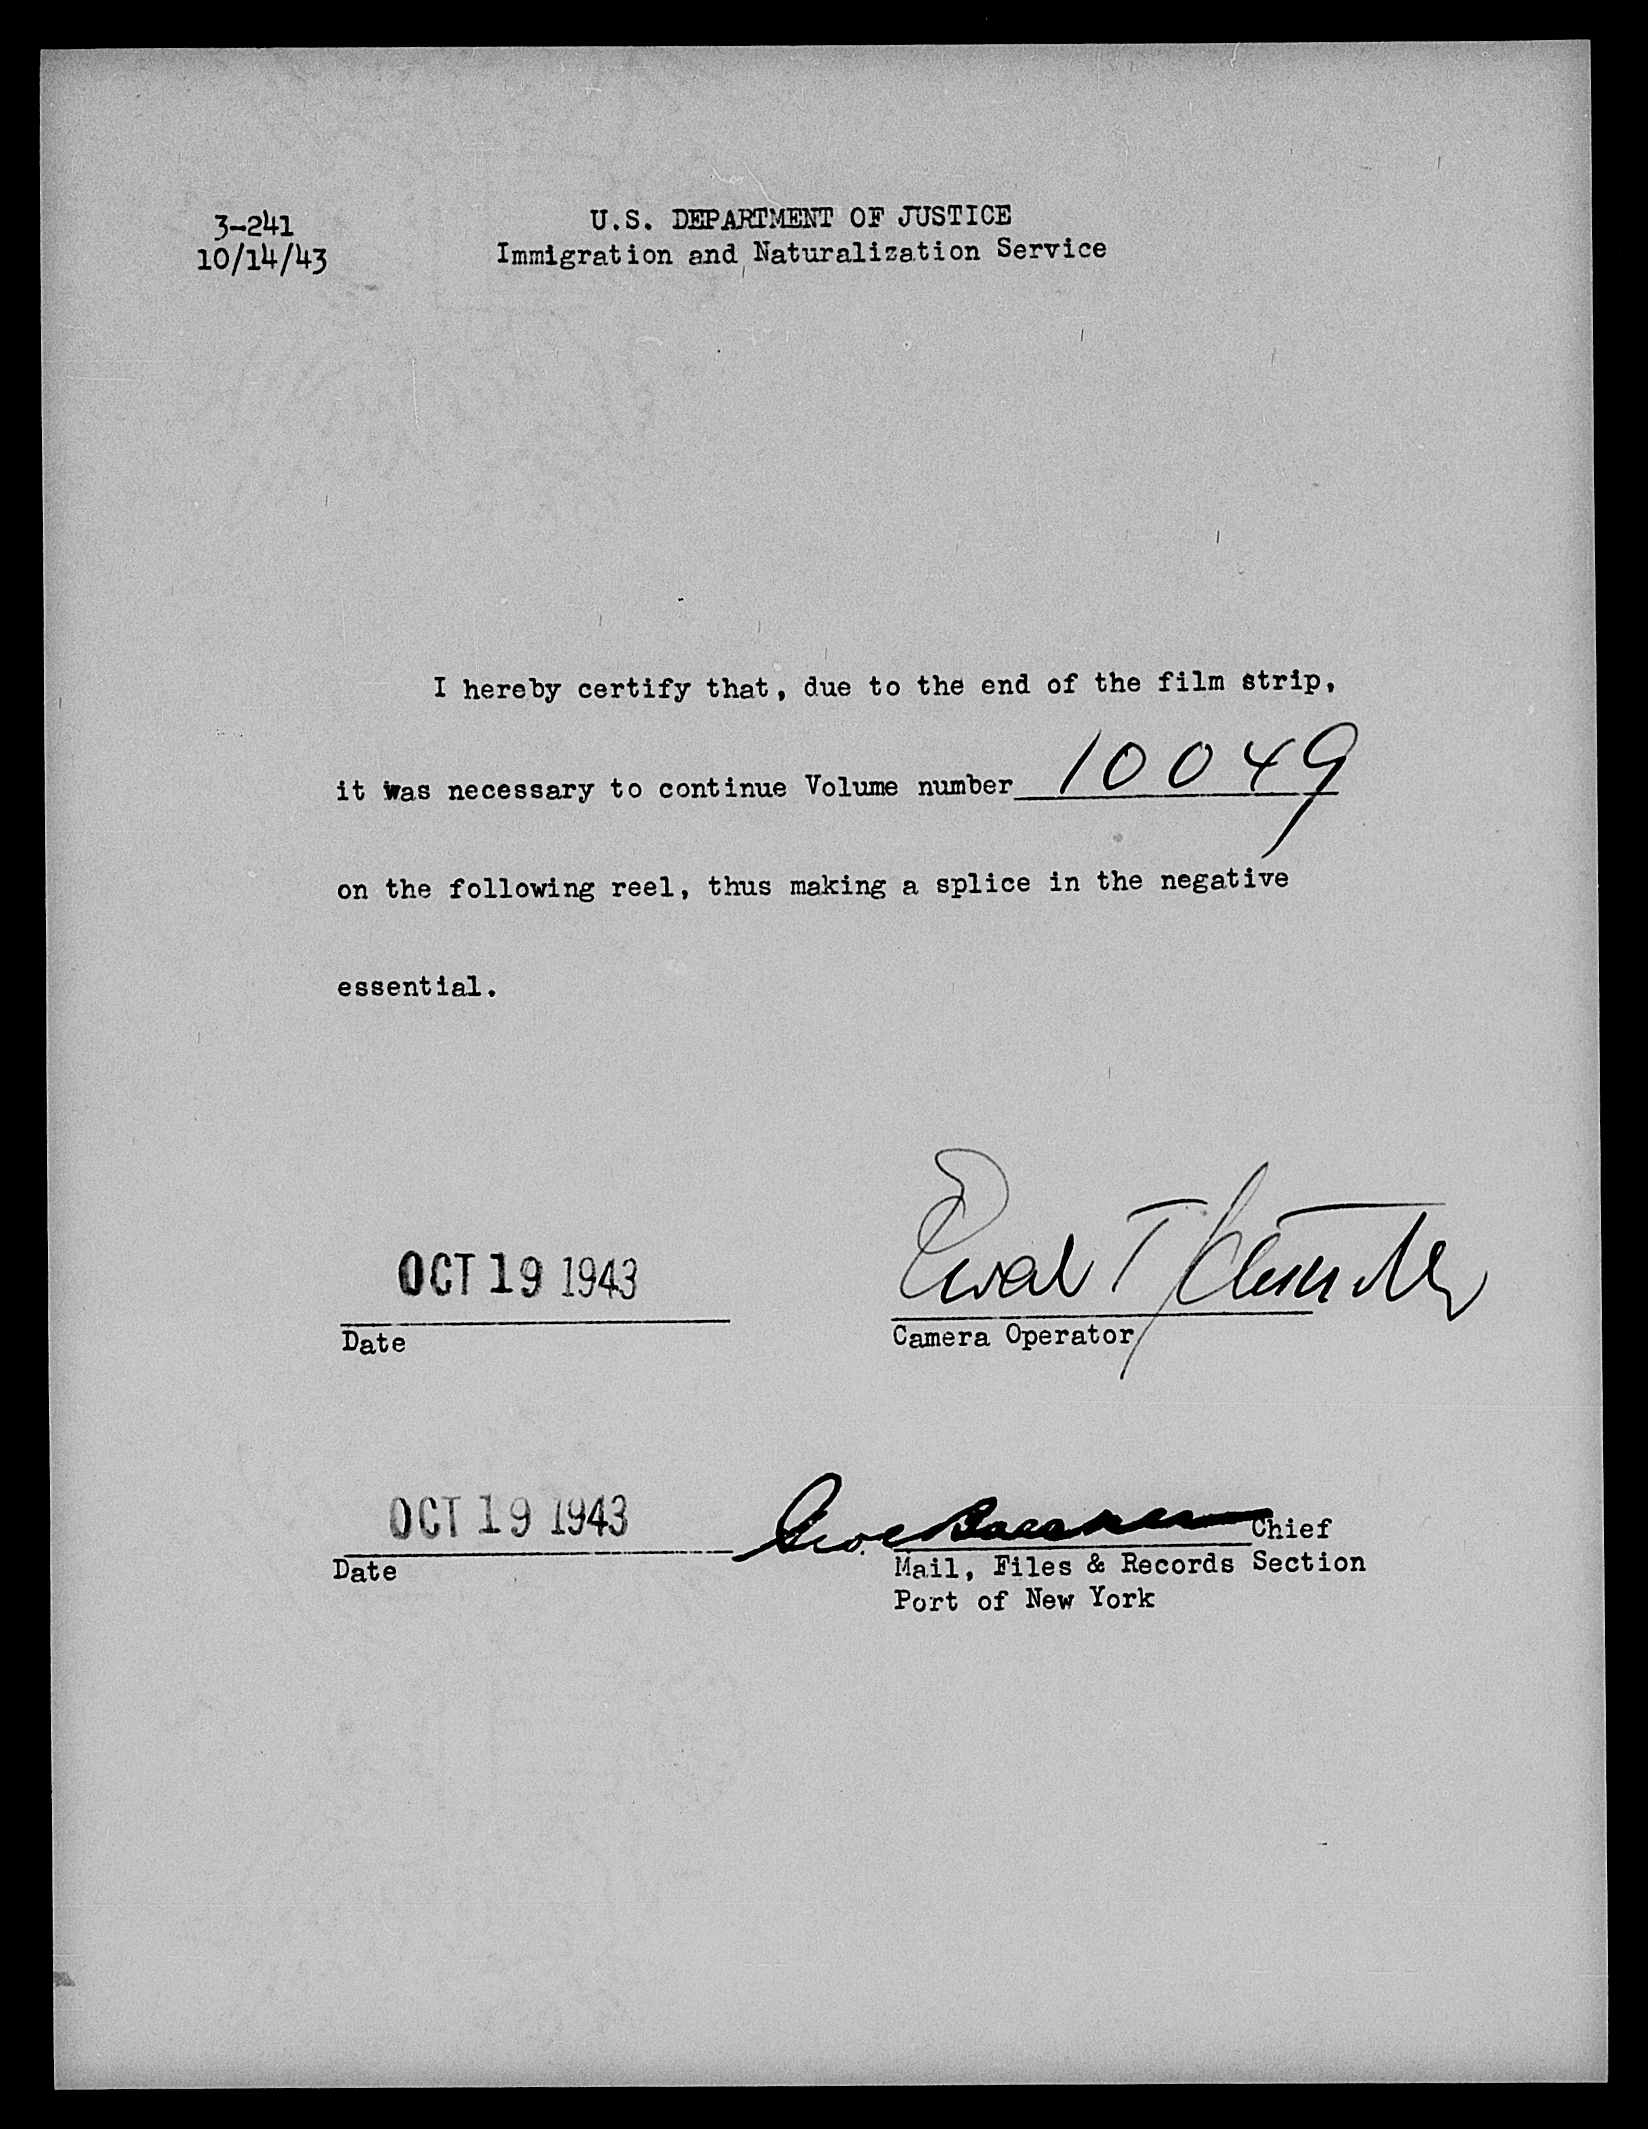 3-241
10/14/43
U.S. DEPARTMENT OF JUSTICE
Immigration and Naturalization Service
I hereby certify that, due to the end of the film strip,
it was necessary to continue Volume number 10049
on the following reel, thus making a splice in the negative
essential.
OCT 19 1943
Date
Camera Operator
OCT 19 1943
Date
Geo. Chief
Mail, Files & Records Section
Port of New York